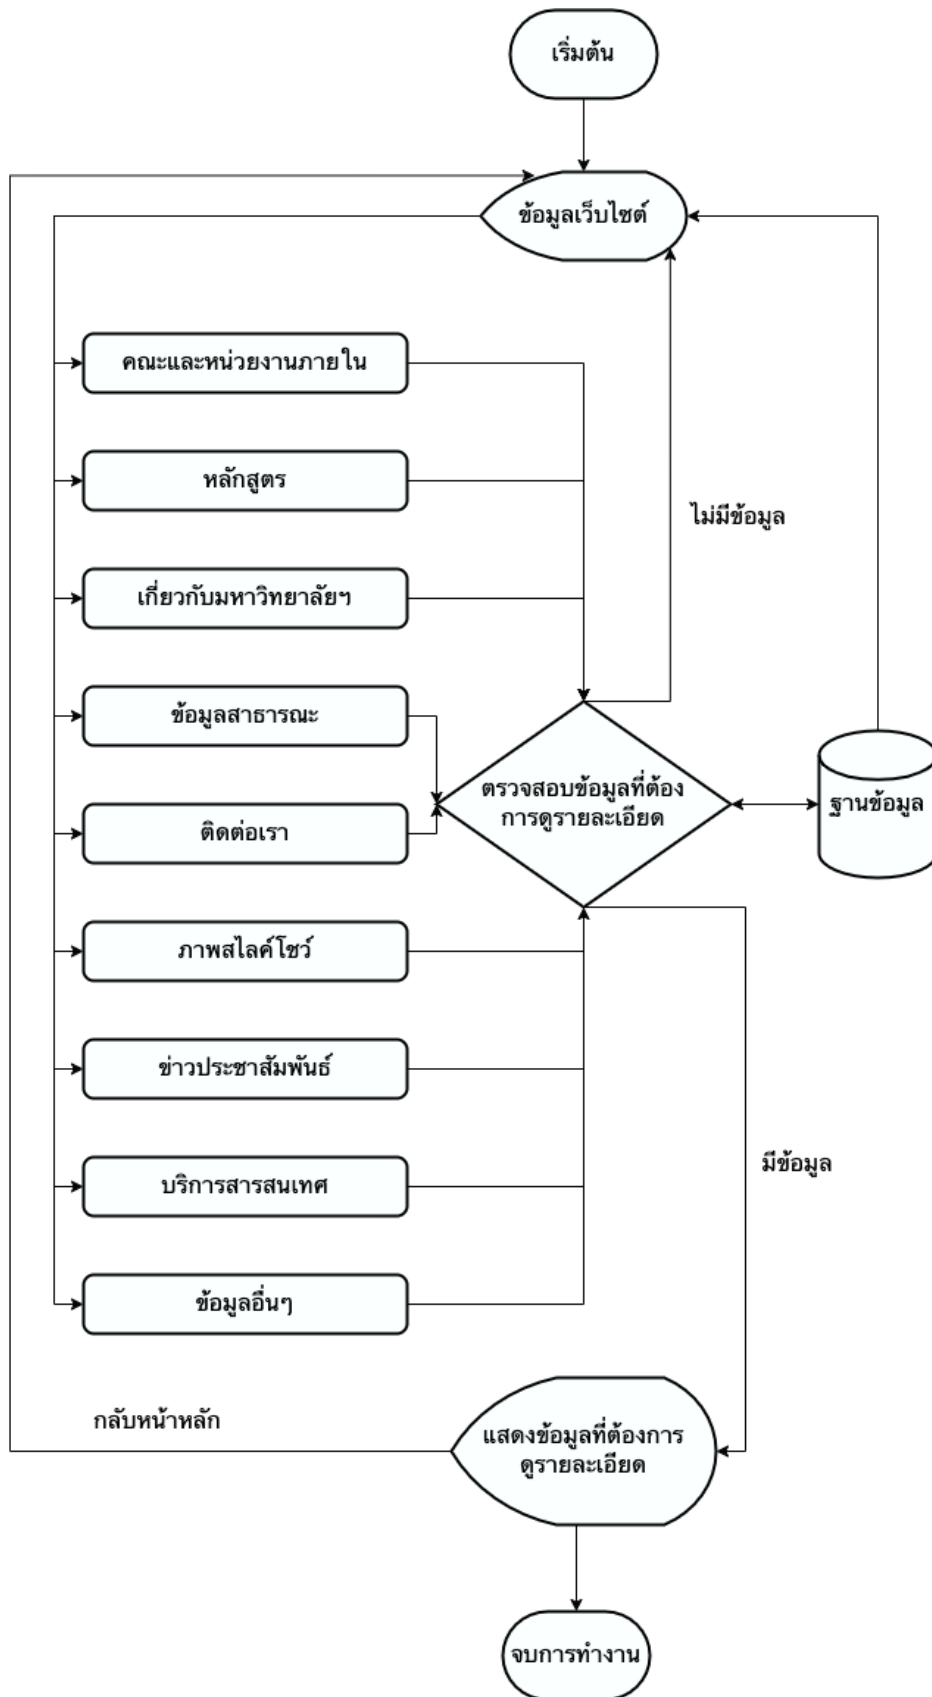 เริ่มต้น
ข้อมูลเว็บไซต์
คณะและหน่วยงานภายใน
หลักสูตร
ไม่มีข้อมูล
เกี่ยวกับมหาวิทยาลัยฯ
ข้อมูลสาธารณะ
ตรวจสอบข้อมูลที่ต้อง
การดูรายละเอียด
ฐานข้อมูล
ติดต่อเรา
ภาพสไลค์โชว์
ข่าวประชาสัมพันธ์
มีข้อมูล
บริการสารสนเทศ
ข้อมูลอื่นๆ
กลับหน้าหลัก
แสดงข้อมูลที่ต้องการ
ดูรายละเอียด
จบการทำงาน